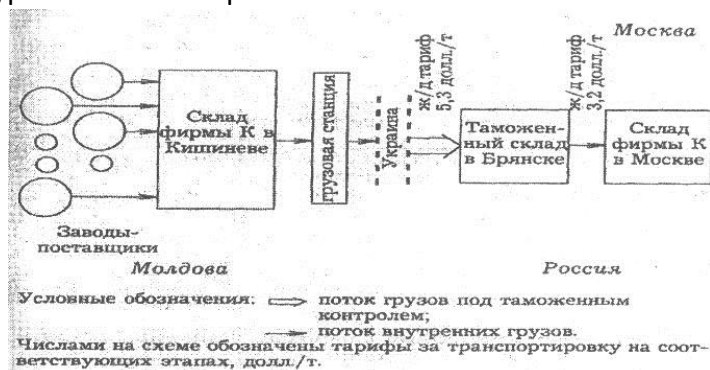 Москва
ж/д тариф
5,3 долл./т
ж/д тариф
3,2 долл./т
Склад
фирмы К в
Кишиневе
грузовая станция
Украина
Таможен-
ный склад
в Брянске
Склад
фирмы К
в Москве
Заводы-
поставщики
Молдова
Россия
Условные обозначения:
поток грузов под таможенным
контролем;
поток внутренних грузов.
Числами на схеме обозначены тарифы за транспортировку на соот-
ветствующих этапах, долл./т.